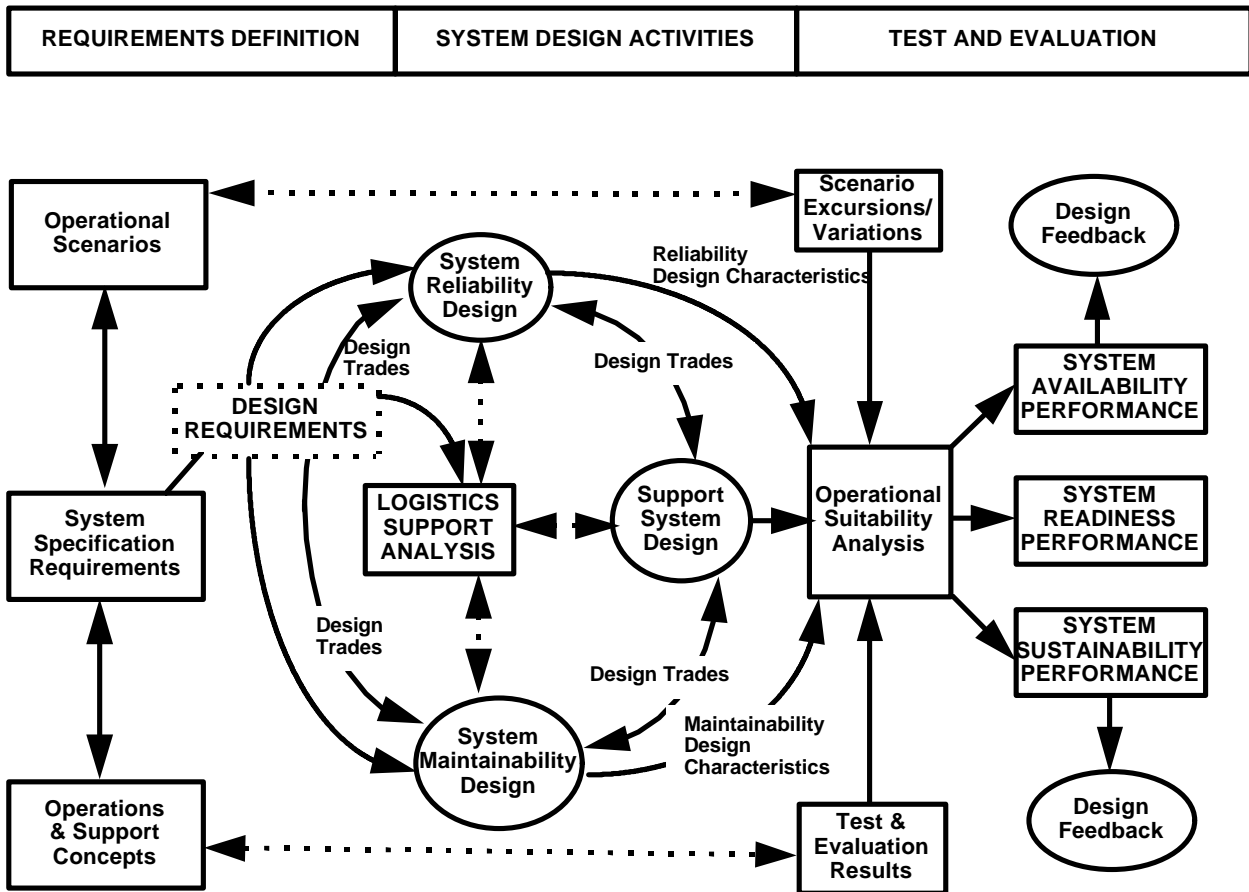 REQUIREMENTS DEFINITION
SYSTEM DESIGN ACTIVITIES
TEST AND EVALUATION
Operational
Scenarios
System
Specification
Requirements
Operations
& Support
Concepts
DESIGN
REQUIREMENTS
Design
Trades
Design
Trades
System
Reliability
Design
LOGISTICS
SUPPORT
ANALYSIS
System
Maintainability
Design
Design Trades
Support
System
Design
Design Trades
Reliability
Design Characteristics
Maintainability
Design
Characteristics
Scenario
Excursions/
Variations
Operational
Suitability
Analysis
Test &
Evaluation
Results
Design
Feedback
SYSTEM
AVAILABILITY
PERFORMANCE
SYSTEM
READINESS
PERFORMANCE
SYSTEM
SUSTAINABILITY
PERFORMANCE
Design
Feedback